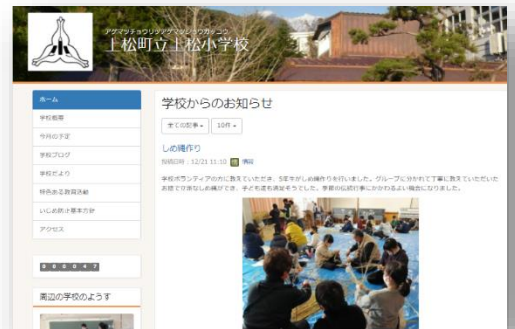 アゲマツチョウリツアゲマツショウガッコウ
上松町立上松小学校
ホーム
学校概要
今月の予定
学校ブログ
学校だより
特色ある教育活動
いじめ防止基本方針
アクセス
000047
周辺の学校のようす
学校からのお知らせ
全ての記事
10件
しめ縄作り
投稿日時 : 12/21 11:10
学校ボランティアの方に教えていただき、5年生がしめ縄作りを行いました。グループに分かれて丁寧に教えていただいた
お陰で立派なしめ縄ができ、子ども達も満足そうでした。季節の伝統行事にかかわるよい機会になりました。